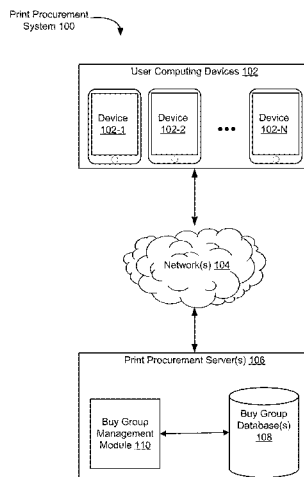 Print Procurement
System 100
User Computing Devices 102
Device
102-1
Device
102-2
•••
Device
102-N
Network(s) 104
Print Procurement Server(s) 106
Buy Group
Management
Module 110
Buy Group
Database(s)
108